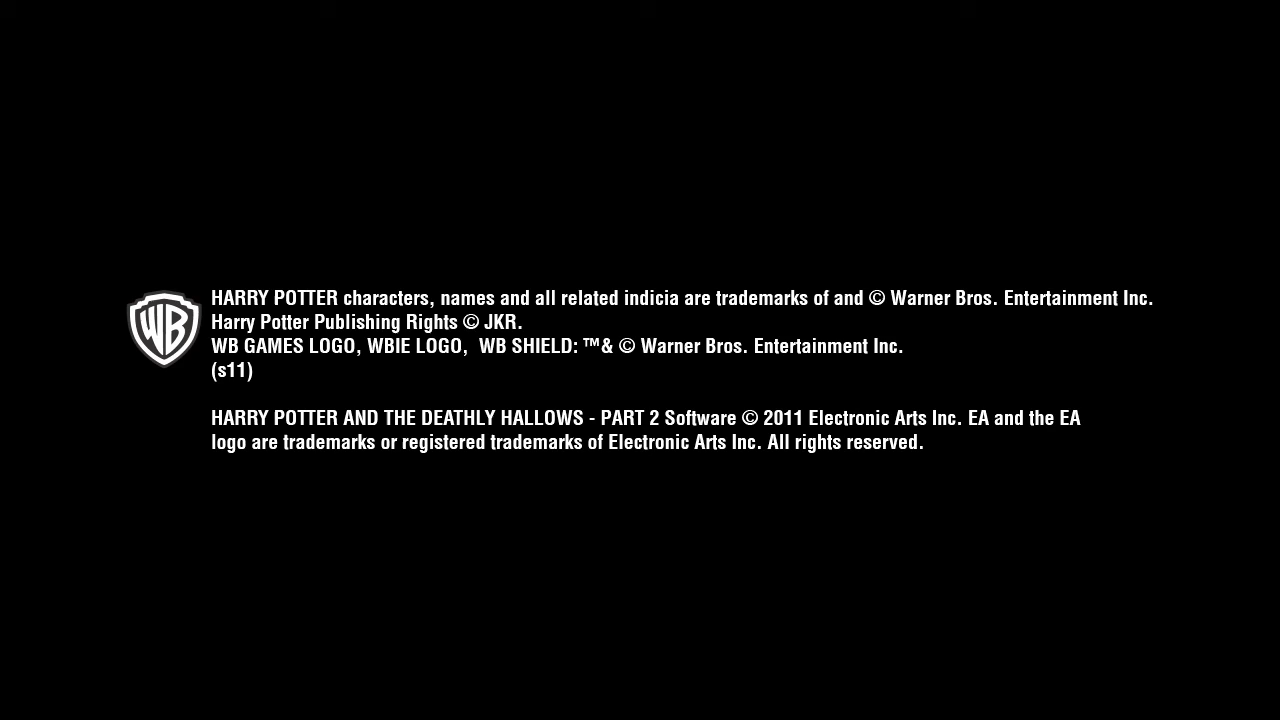 WB
HARRY POTTER characters, names and all related indicia are trademarks of and © Warner Bros. Entertainment Inc.
Harry Potter Publishing Rights © JKR.
WB GAMES LOGO, WBIE LOGO,  WB SHIELD: ™& © Warner Bros. Entertainment Inc.
(s11)
HARRY POTTER AND THE DEATHLY HALLOWS - PART 2 Software © 2011 Electronic Arts Inc. EA and the EA
logo are trademarks or registered trademarks of Electronic Arts Inc. All rights reserved.